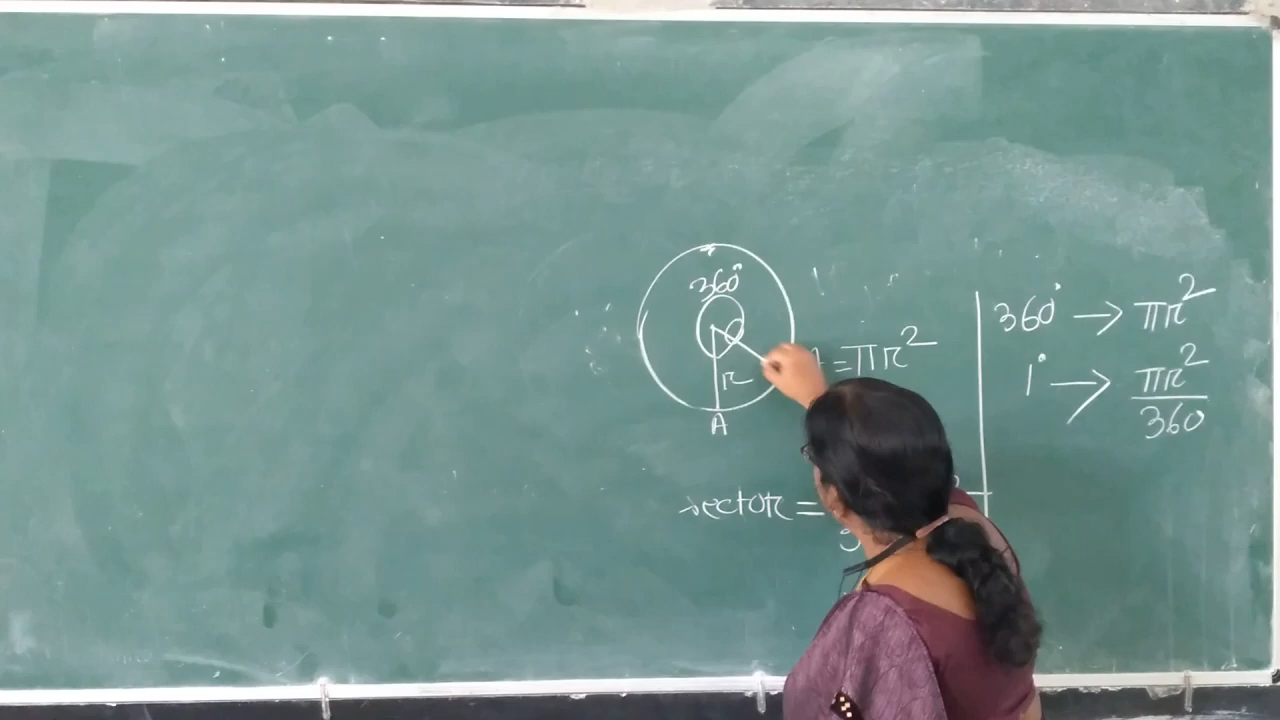 360°
r
A
A = πr²
sector =
360° → πr²
1° → πr²/360